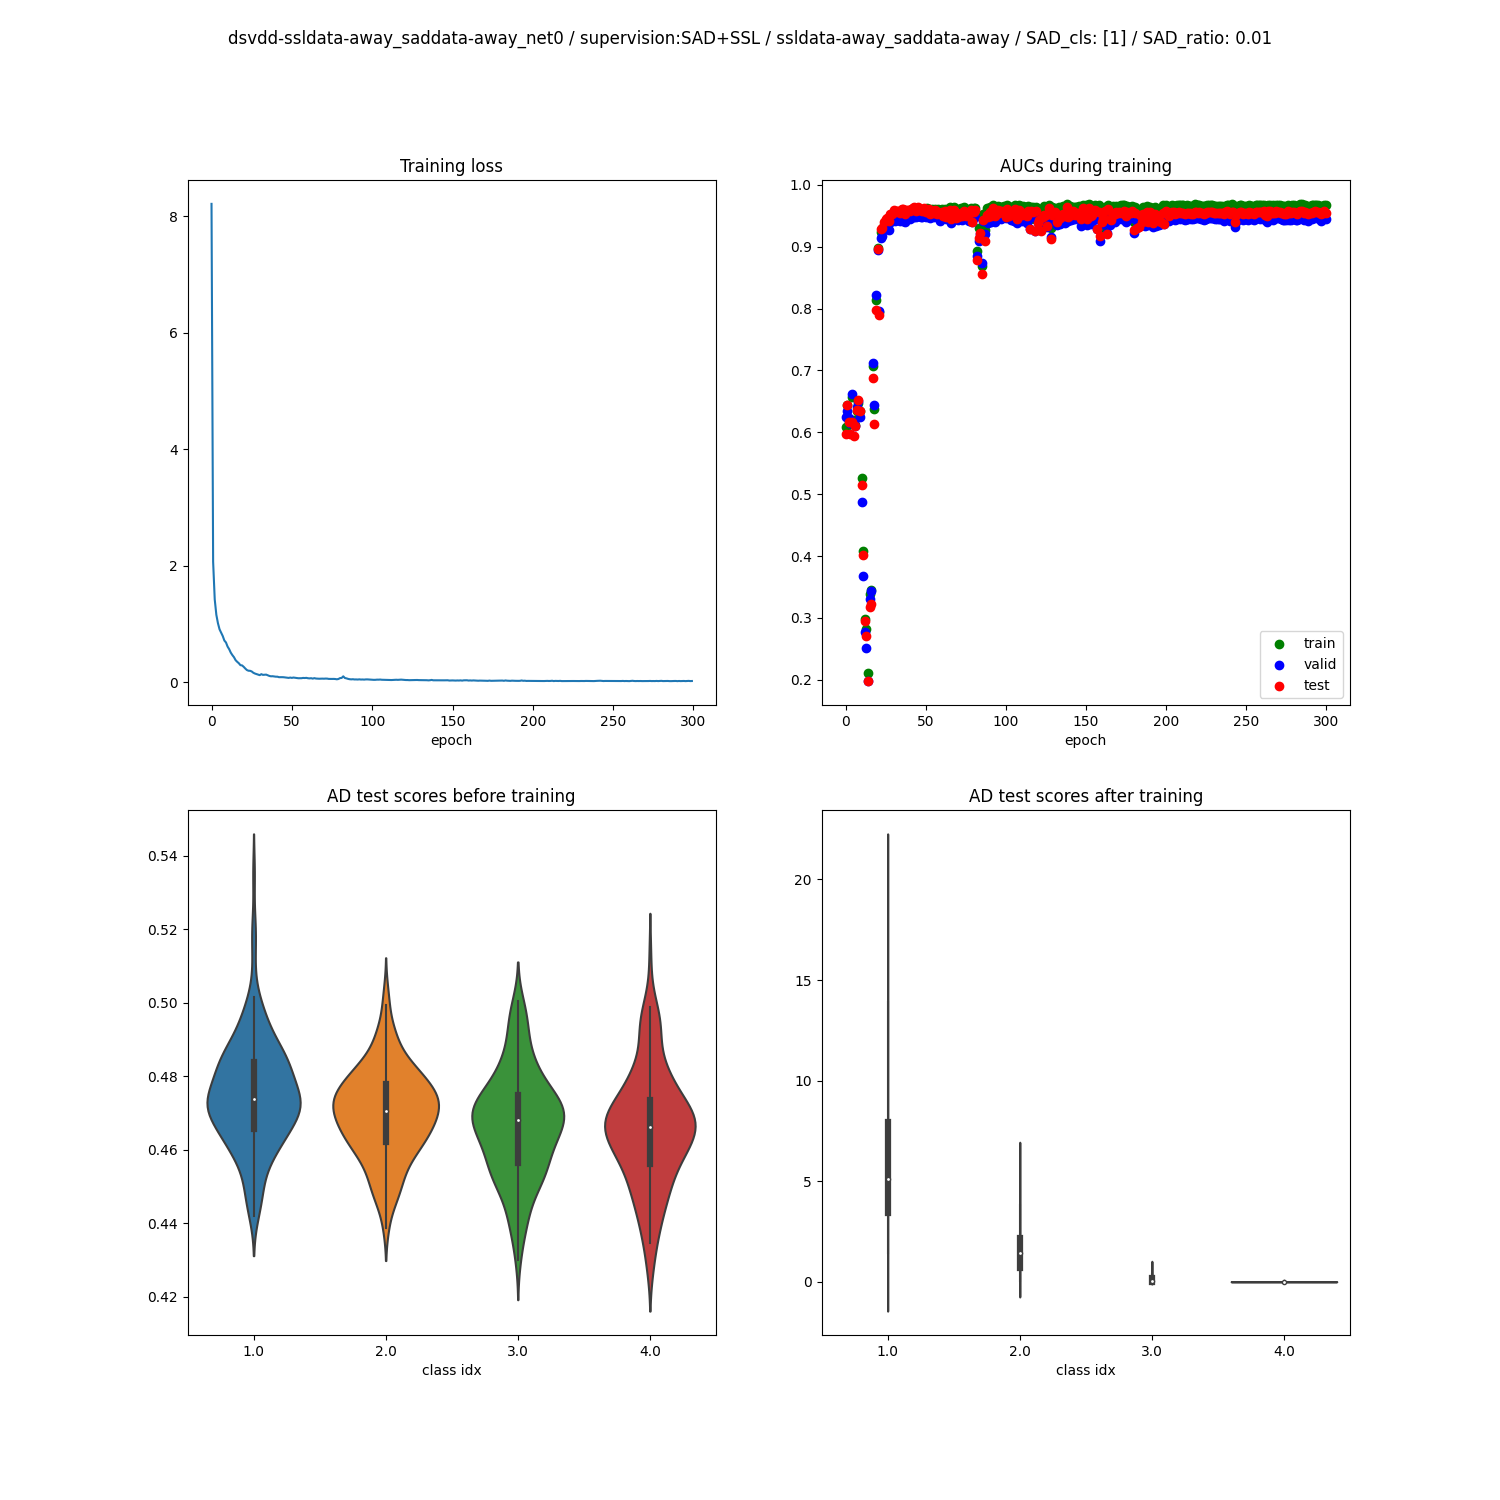 dsvdd-ssldata-away_saddata-away_net0 / supervision:SAD+SSL / ssldata-away_saddata-away / SAD_cls: [1] / SAD_ratio: 0.01
Training loss
8
6
4
2
0
0 50 100 150 200 250 300
epoch
AUCs during training
1.0
0.9
0.8
0.7
0.6
0.5
0.4
0.3
0.2
train
valid
test
0 50 100 150 200 250 300
epoch
AD test scores before training
0.54
0.52
0.50
0.48
0.46
0.44
0.42
1.0 2.0 3.0 4.0
class idx
AD test scores after training
20
15
10
5
0
1.0 2.0 3.0 4.0
class idx